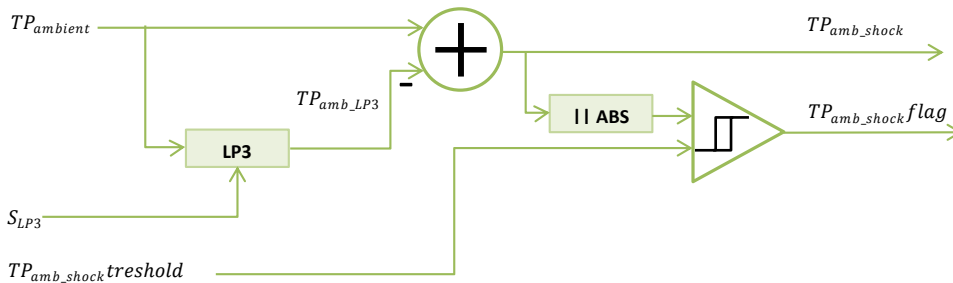 TP_ambient
TP_amb_shock
TP_amb_LP3
|| ABS
TP_amb_shock flag
LP3
S_LP3
TP_amb_shock treshold